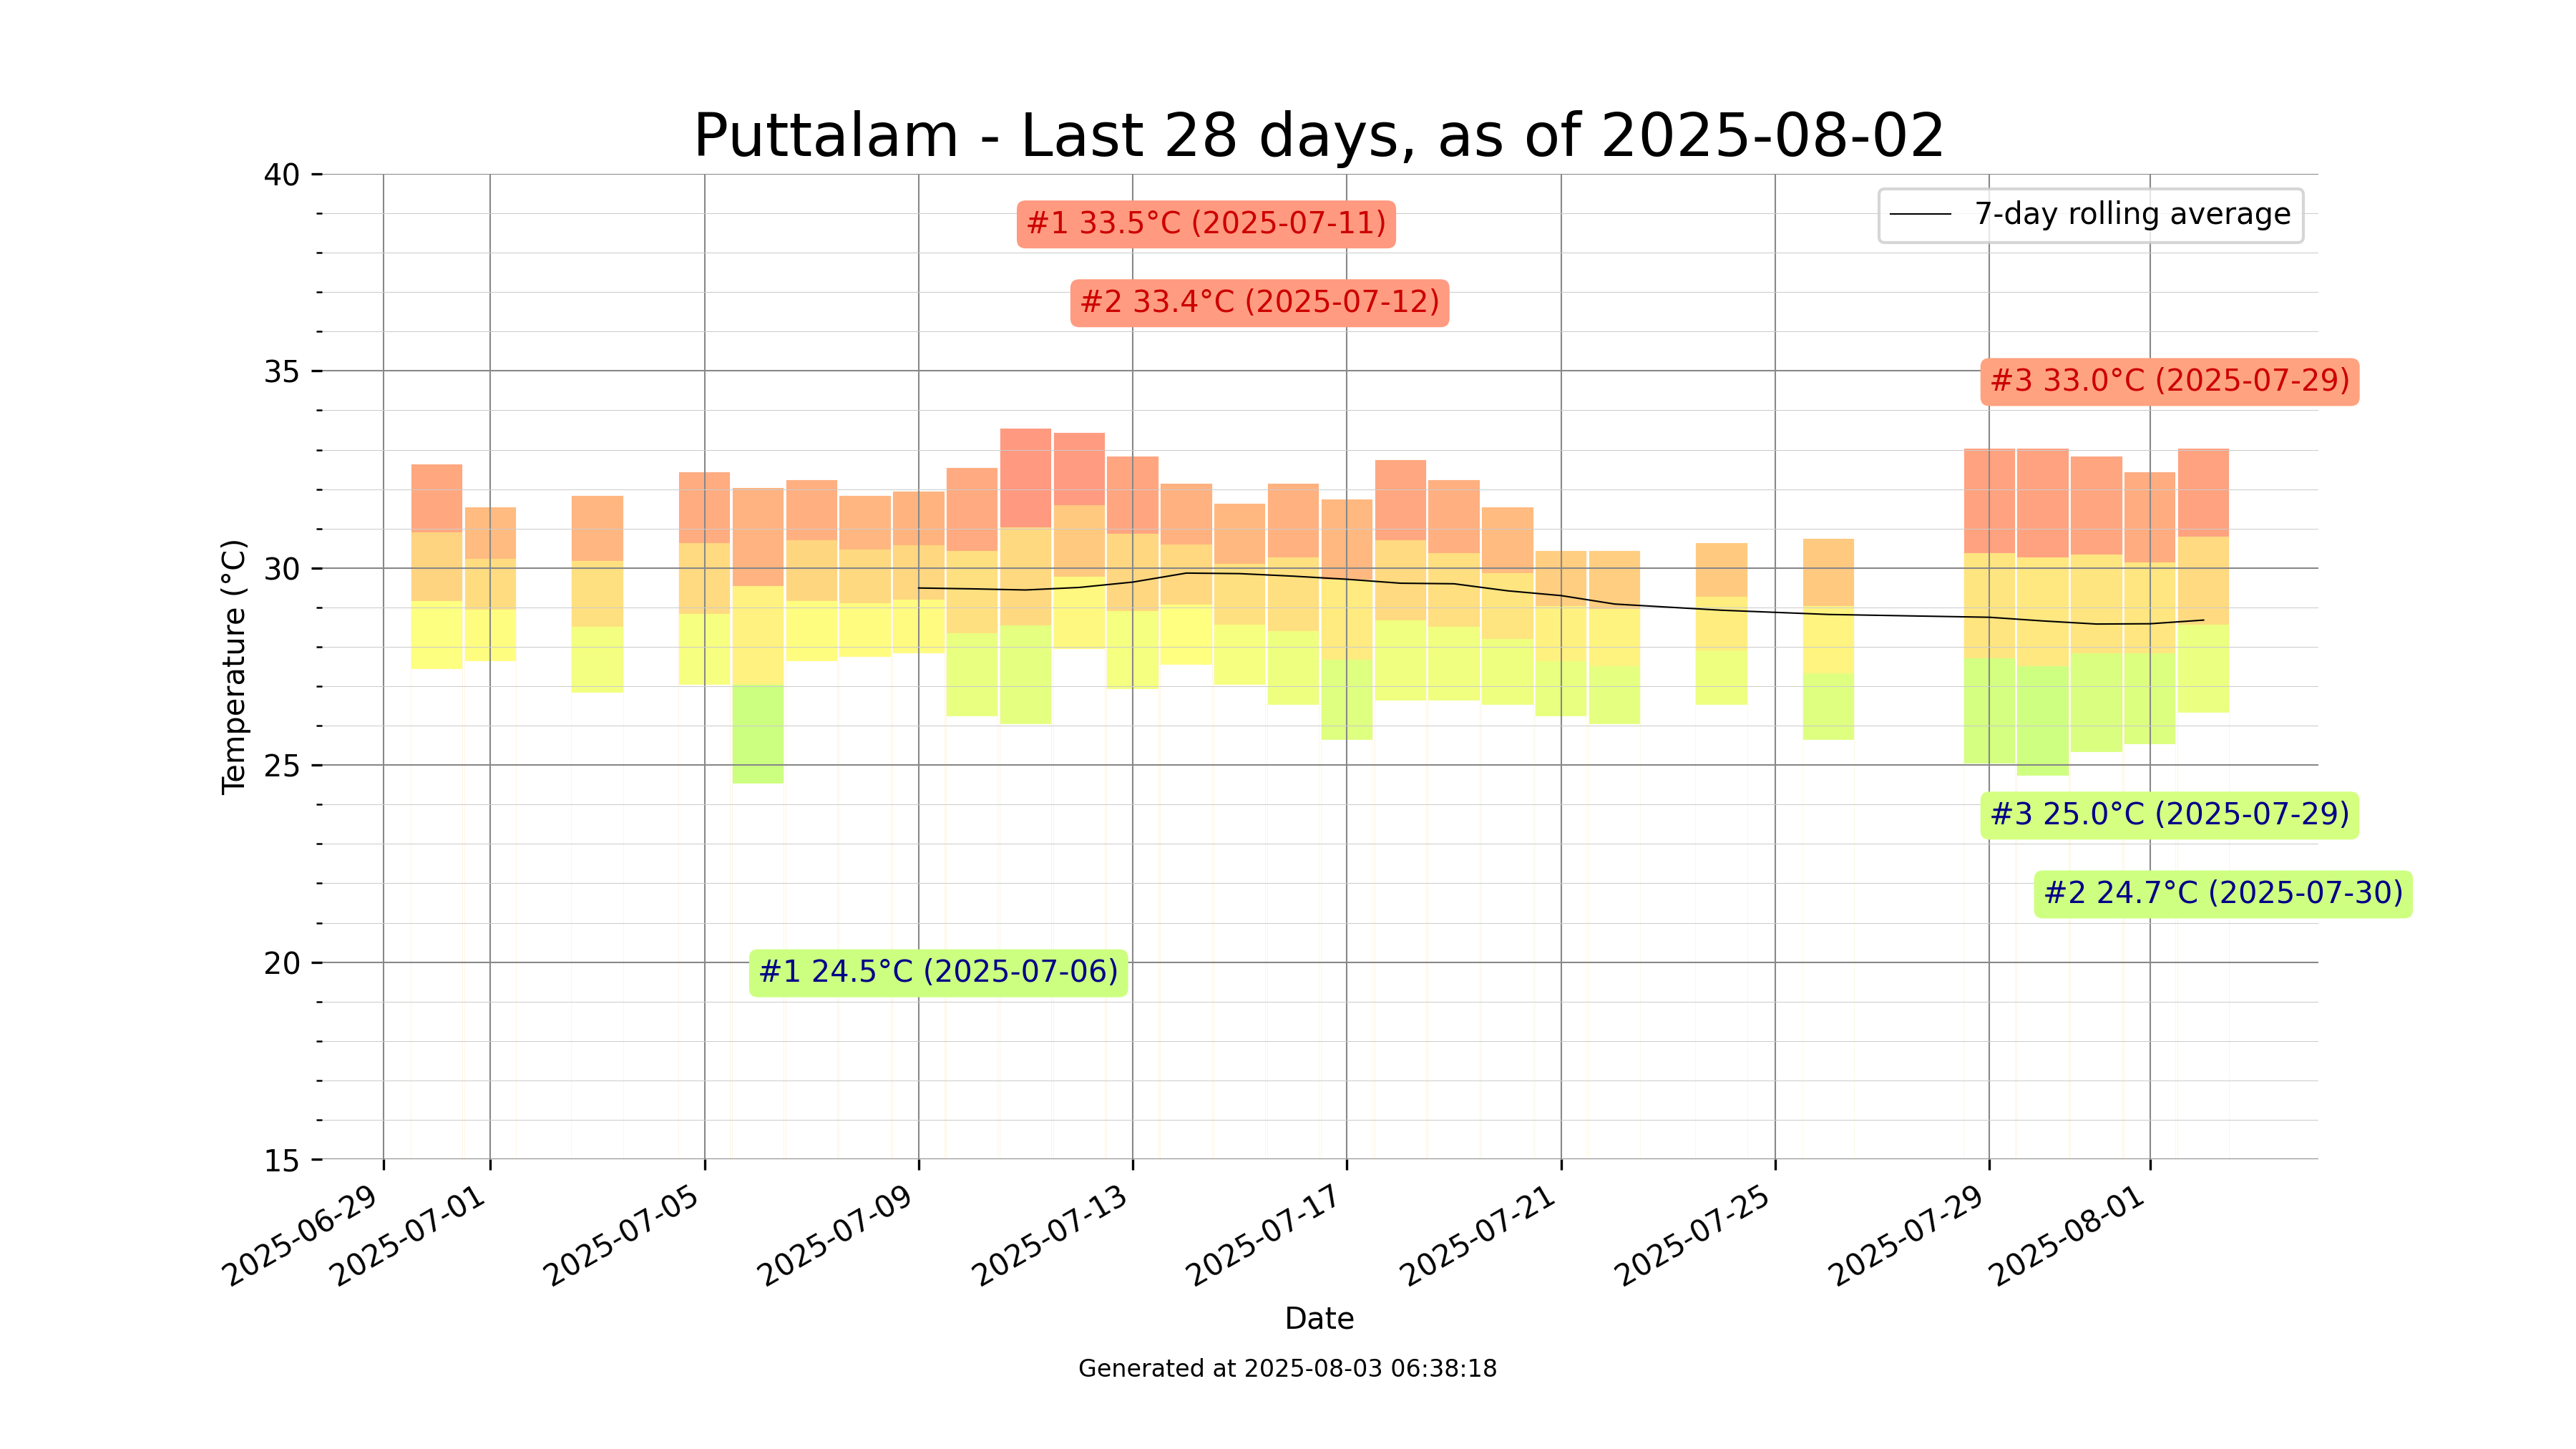 Puttalam - Last 28 days, as of 2025-08-02
7-day rolling average
#1 33.5°C (2025-07-11)
#2 33.4°C (2025-07-12)
#3 33.0°C (2025-07-29)
#3 25.0°C (2025-07-29)
#2 24.7°C (2025-07-30)
#1 24.5°C (2025-07-06)
Temperature (°C)
40
35
30
25
20
15
2025-06-29
2025-07-01
2025-07-05
2025-07-09
2025-07-13
2025-07-17
2025-07-21
2025-07-25
2025-07-29
2025-08-01
Date
Generated at 2025-08-03 06:38:18